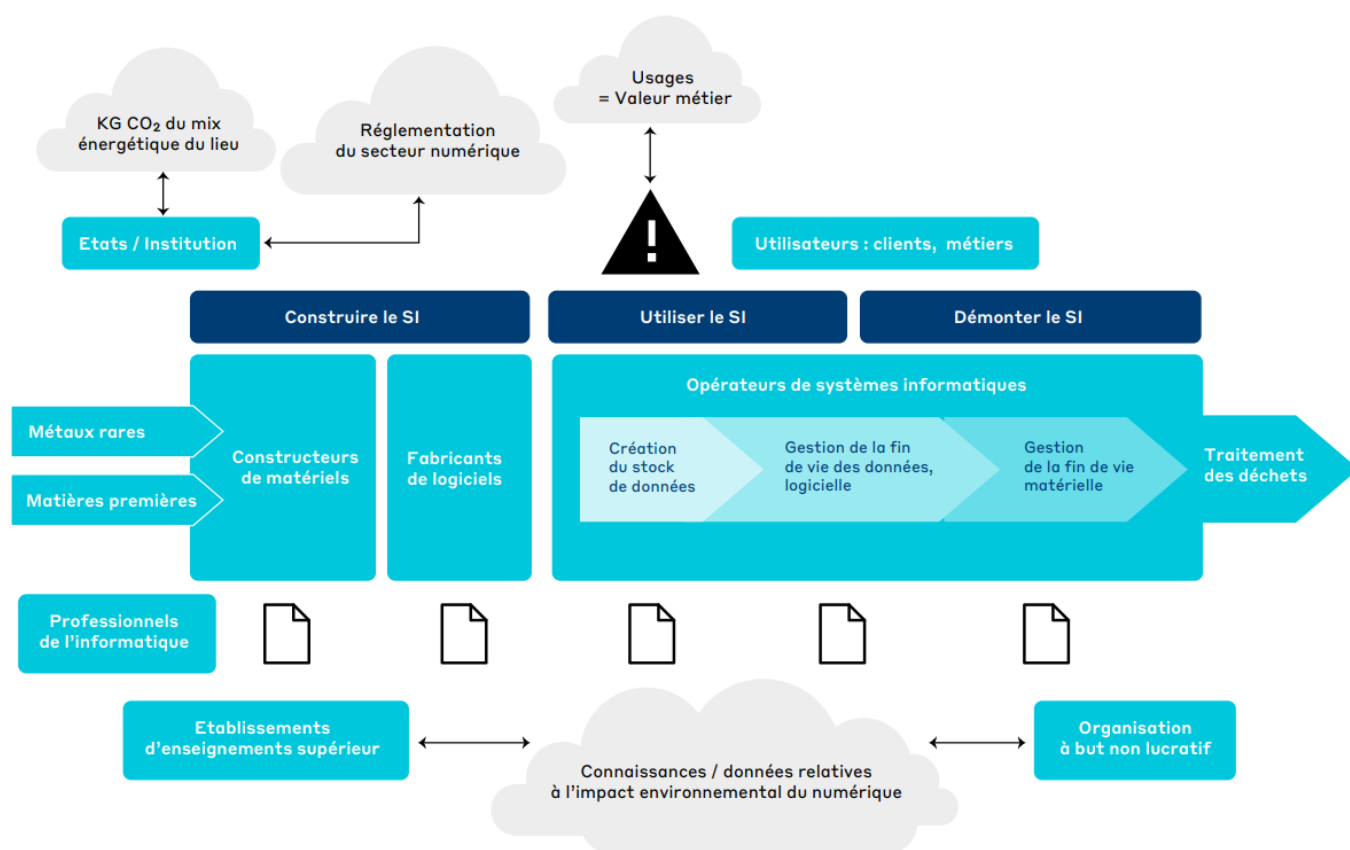 Usages
= Valeur métier
KG CO₂ du mix
énergétique du lieu
Réglementation
du secteur numérique
Etats / Institution
!
Utilisateurs : clients, métiers
Construire le SI
Utiliser le SI
Démonter le SI
Métaux rares
Matières premières
Constructeurs
de matériels
Fabricants
de logiciels
Opérateurs de systèmes informatiques
Création
du stock
de données
Gestion de la fin
de vie des données,
logicielle
Gestion
de la fin de vie
matérielle
Traitement
des déchets
Professionnels
de l'informatique
Etablissements
d'enseignements supérieur
Connaissances / données relatives
à l'impact environnemental du numérique
Organisation
à but non lucratif